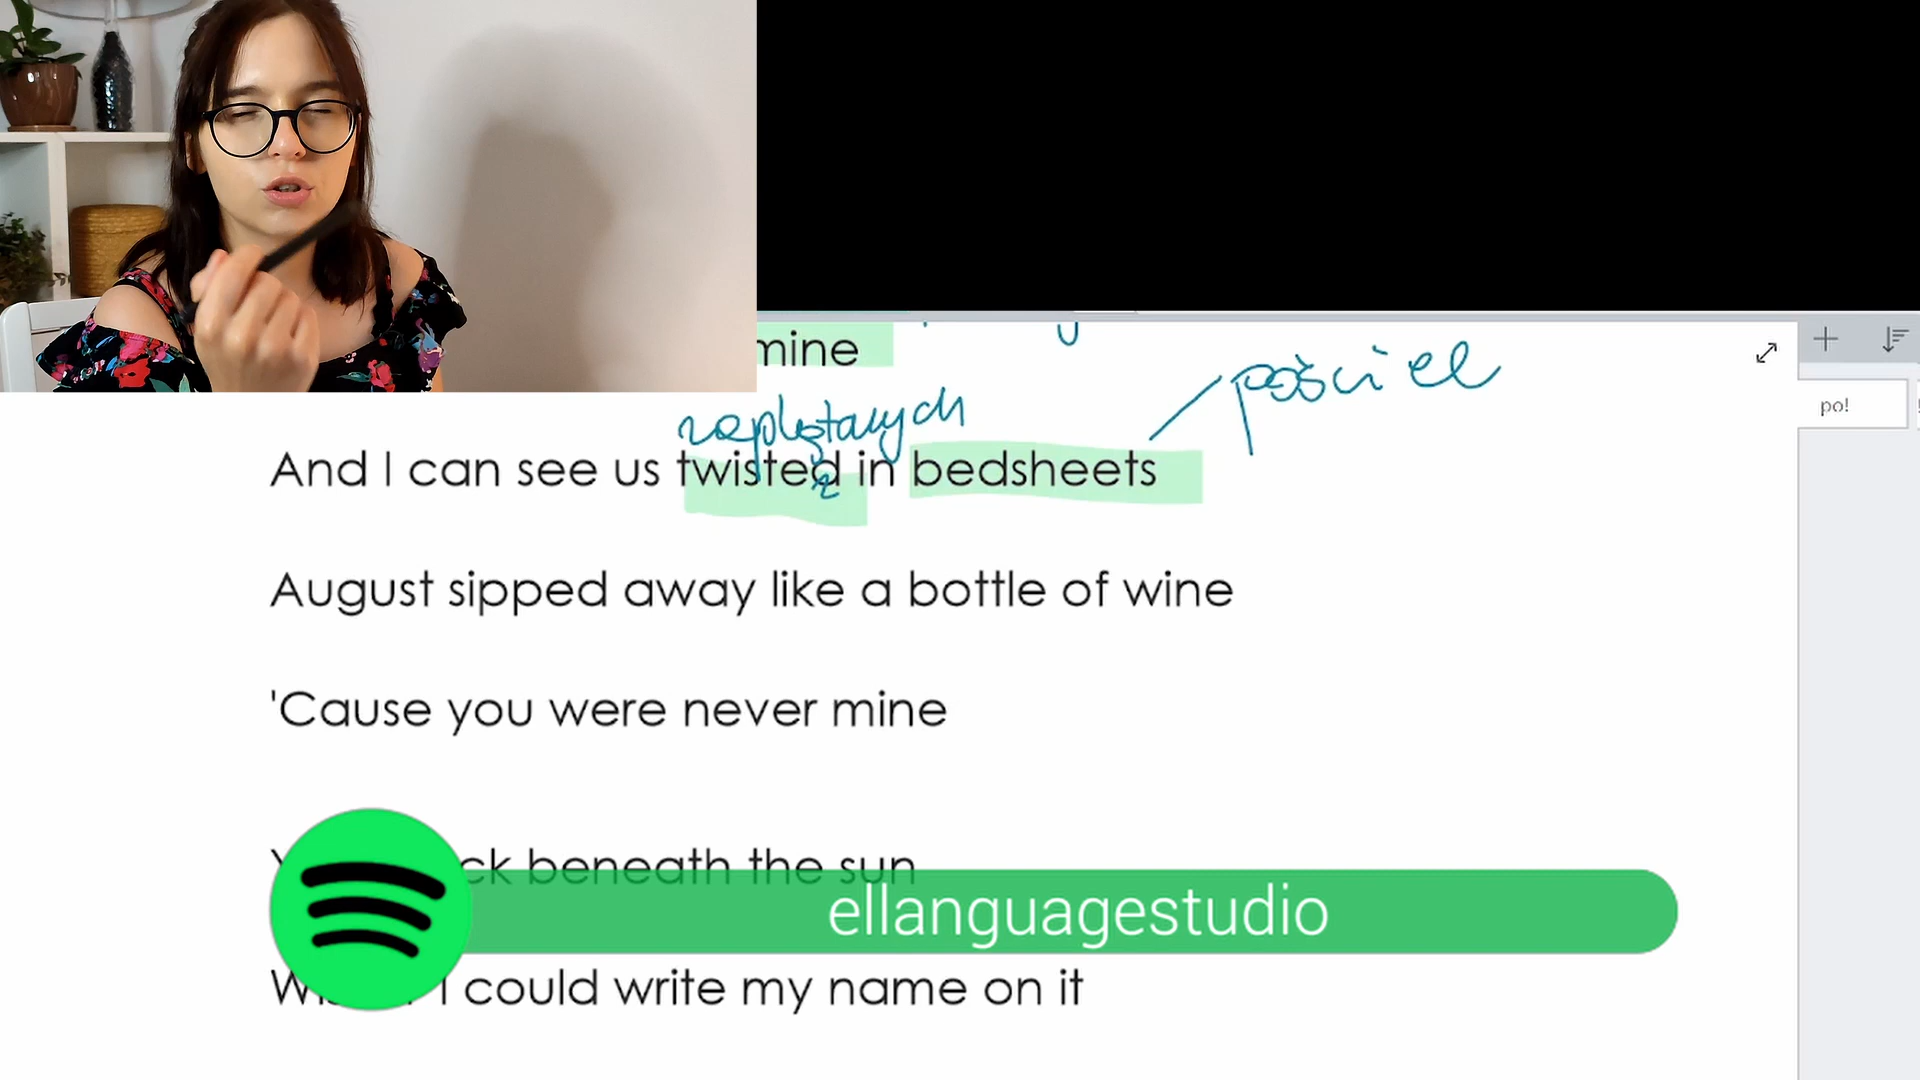 mine
pościel
po!
zaplątanych
And I can see us twisted in bedsheets
August sipped away like a bottle of wine
'Cause you were never mine
ck beneath the sun
ellanguagestudio
I could write my name on it